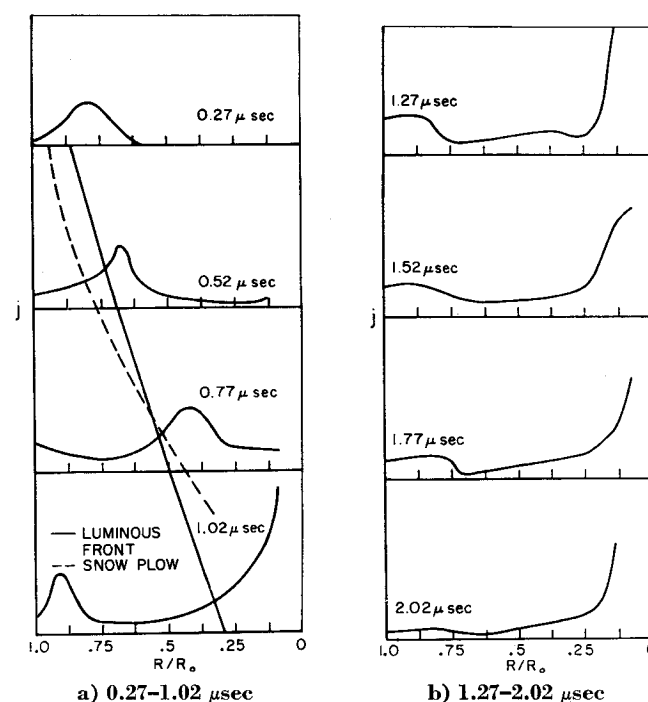 0.27 μ sec
0.52 μ sec
j
0.77 μ sec
1.02 μ sec
— LUMINOUS
FRONT
--- SNOW PLOW
1.0 .75 .5 .25 0
R/R₀
a) 0.27–1.02 μsec
1.27 μ sec
1.52 μsec
j
1.77 μ sec
2.02 μ sec
1.0 .75 .5 .25 0
R/R₀
b) 1.27–2.02 μsec